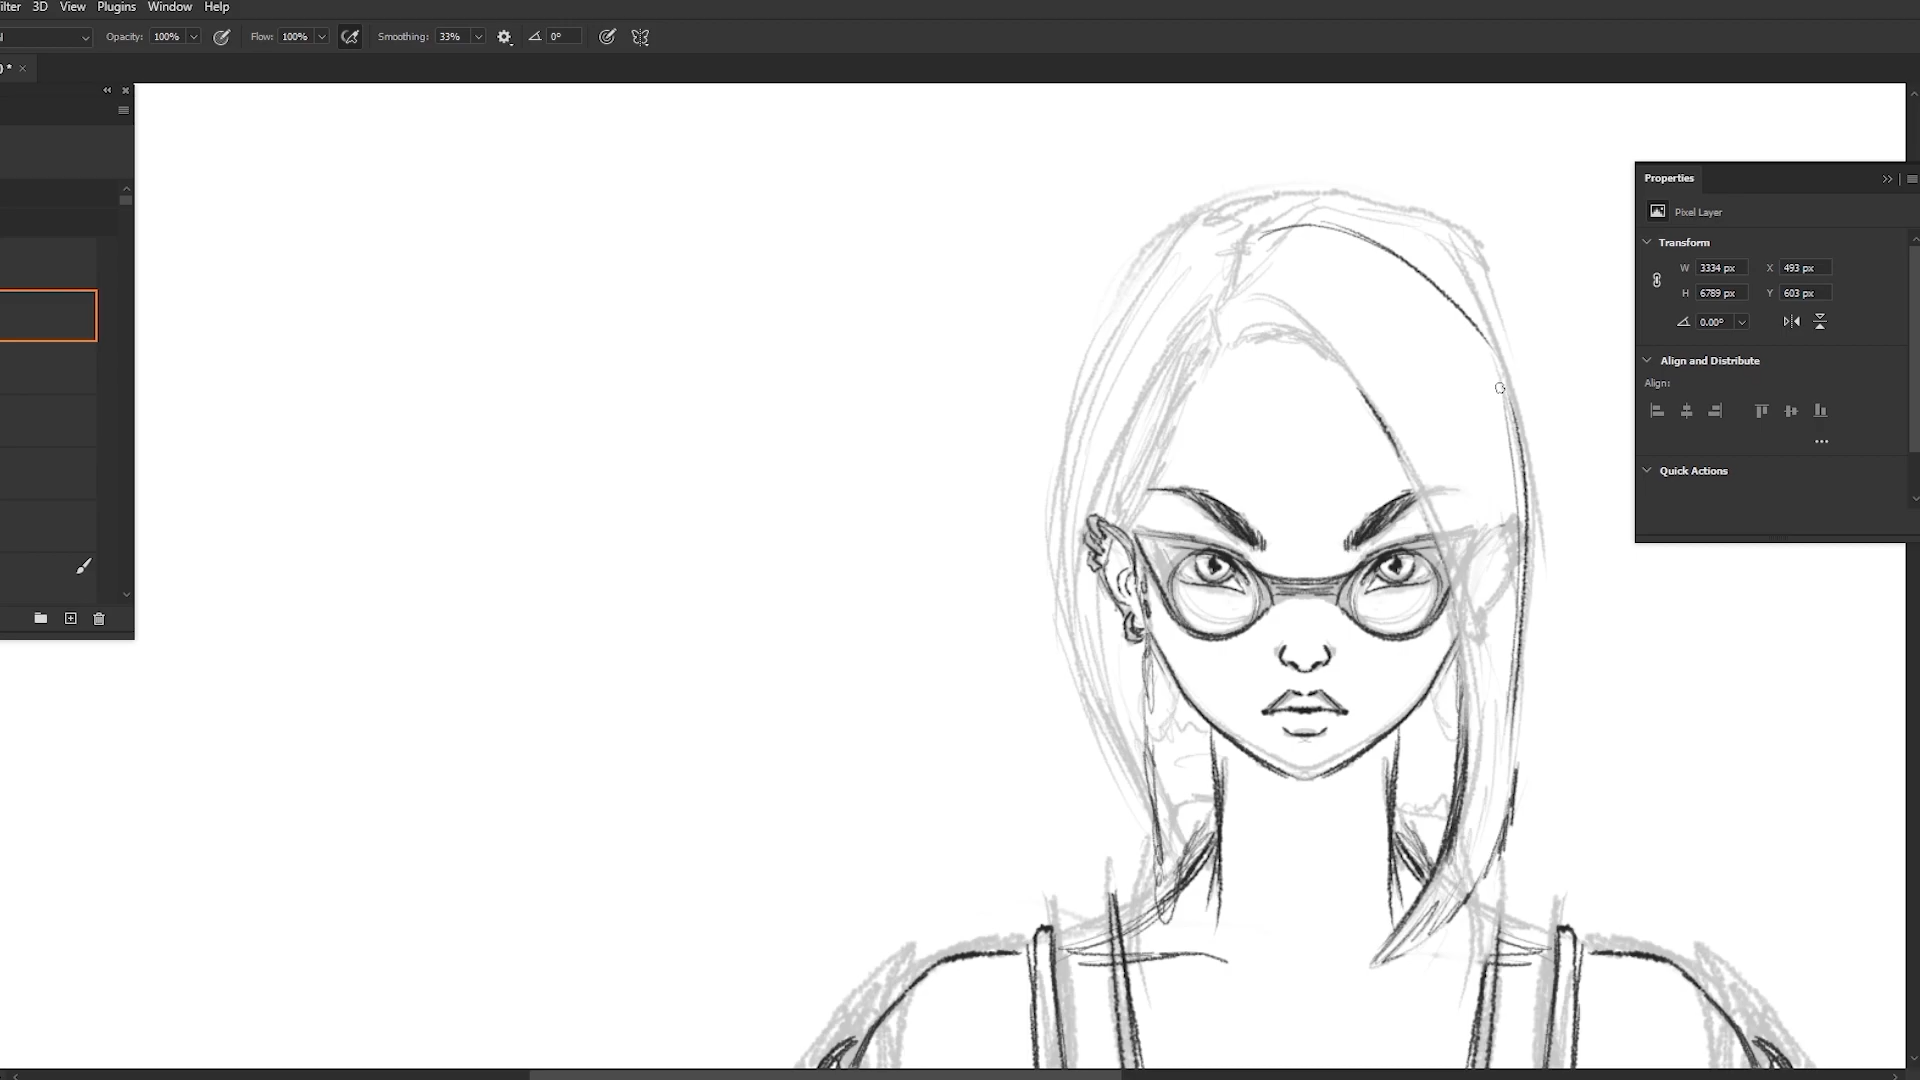 ilter 3D View Plugins Window Help
Opacity: 100% Flow: 100% Smoothing: 33% 0°
Properties
Pixel Layer
Transform
W 3334 px X 493 px
H 6789 px Y 603 px
0.00°
Align and Distribute
Align:
Quick Actions